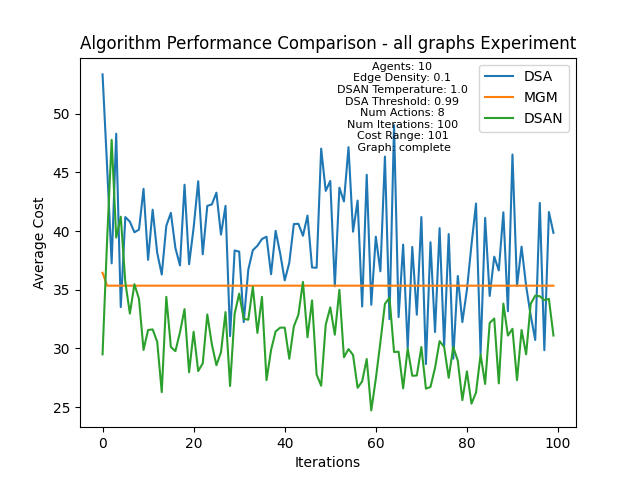 Algorithm Performance Comparison - all graphs Experiment
Agents: 10
Edge Density: 0.1
DSAN Temperature: 1.0
DSA Threshold: 0.99
Num Actions: 8
Num Iterations: 100
Cost Range: 101
Graph: complete
DSA
MGM
DSAN
Average Cost
50
45
40
35
30
25
0
20
40
60
80
100
Iterations